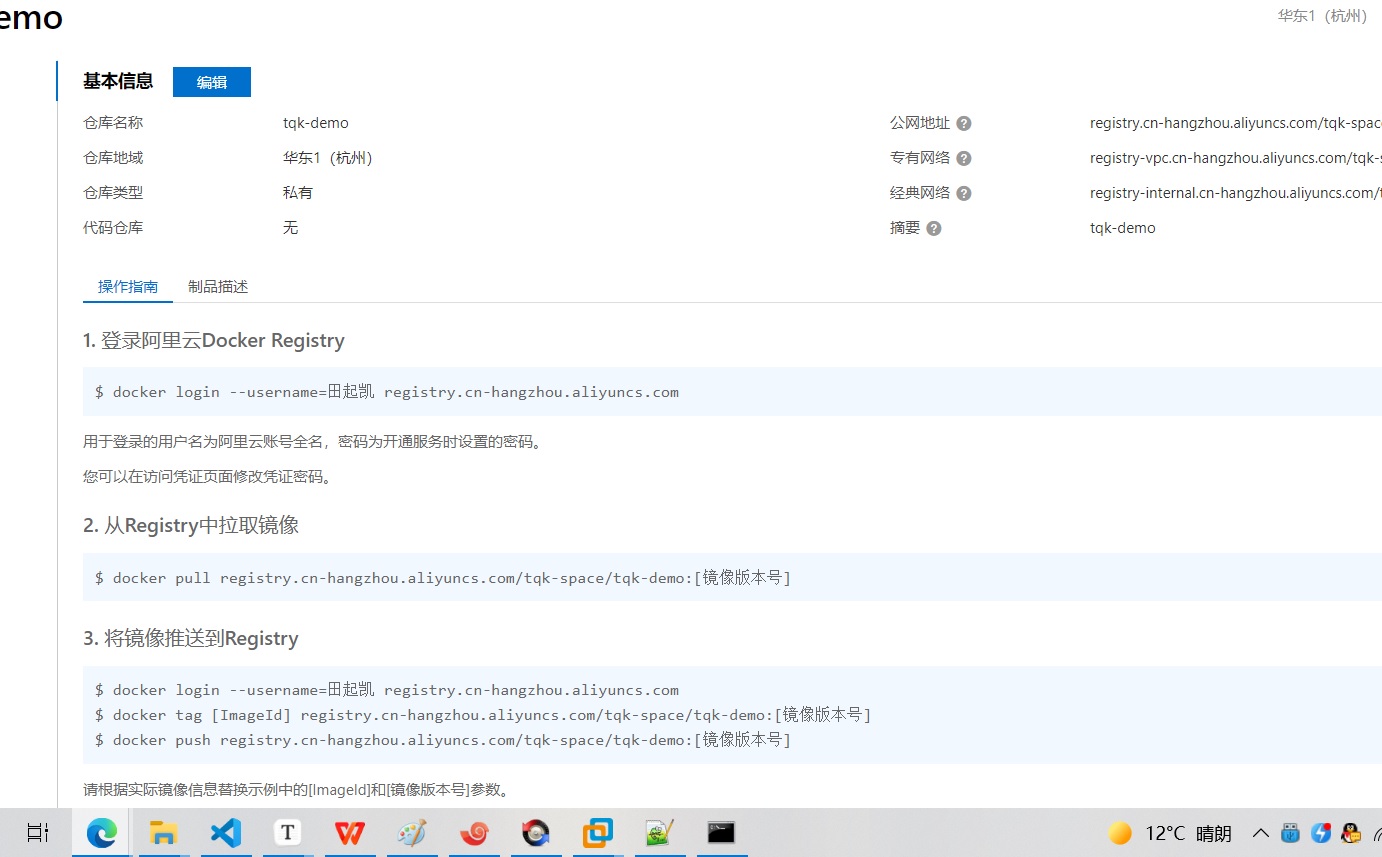 emo
华东1（杭州）
基本信息 编辑
仓库名称 tqk-demo 公网地址 registry.cn-hangzhou.aliyuncs.com/tqk-spac
仓库地域 华东1（杭州） 专有网络 registry-vpc.cn-hangzhou.aliyuncs.com/tqk-s
仓库类型 私有 经典网络 registry-internal.cn-hangzhou.aliyuncs.com/t
代码仓库 无 摘要 tqk-demo
操作指南 制品描述
1. 登录阿里云Docker Registry
$ docker login --username=田起凯 registry.cn-hangzhou.aliyuncs.com
用于登录的用户名为阿里云账号全名，密码为开通服务时设置的密码。
您可以在访问凭证页面修改凭证密码。
2. 从Registry中拉取镜像
$ docker pull registry.cn-hangzhou.aliyuncs.com/tqk-space/tqk-demo:[镜像版本号]
3. 将镜像推送到Registry
$ docker login --username=田起凯 registry.cn-hangzhou.aliyuncs.com
$ docker tag [ImageId] registry.cn-hangzhou.aliyuncs.com/tqk-space/tqk-demo:[镜像版本号]
$ docker push registry.cn-hangzhou.aliyuncs.com/tqk-space/tqk-demo:[镜像版本号]
请根据实际镜像信息替换示例中的[ImageId]和[镜像版本号]参数。
12°C 晴朗